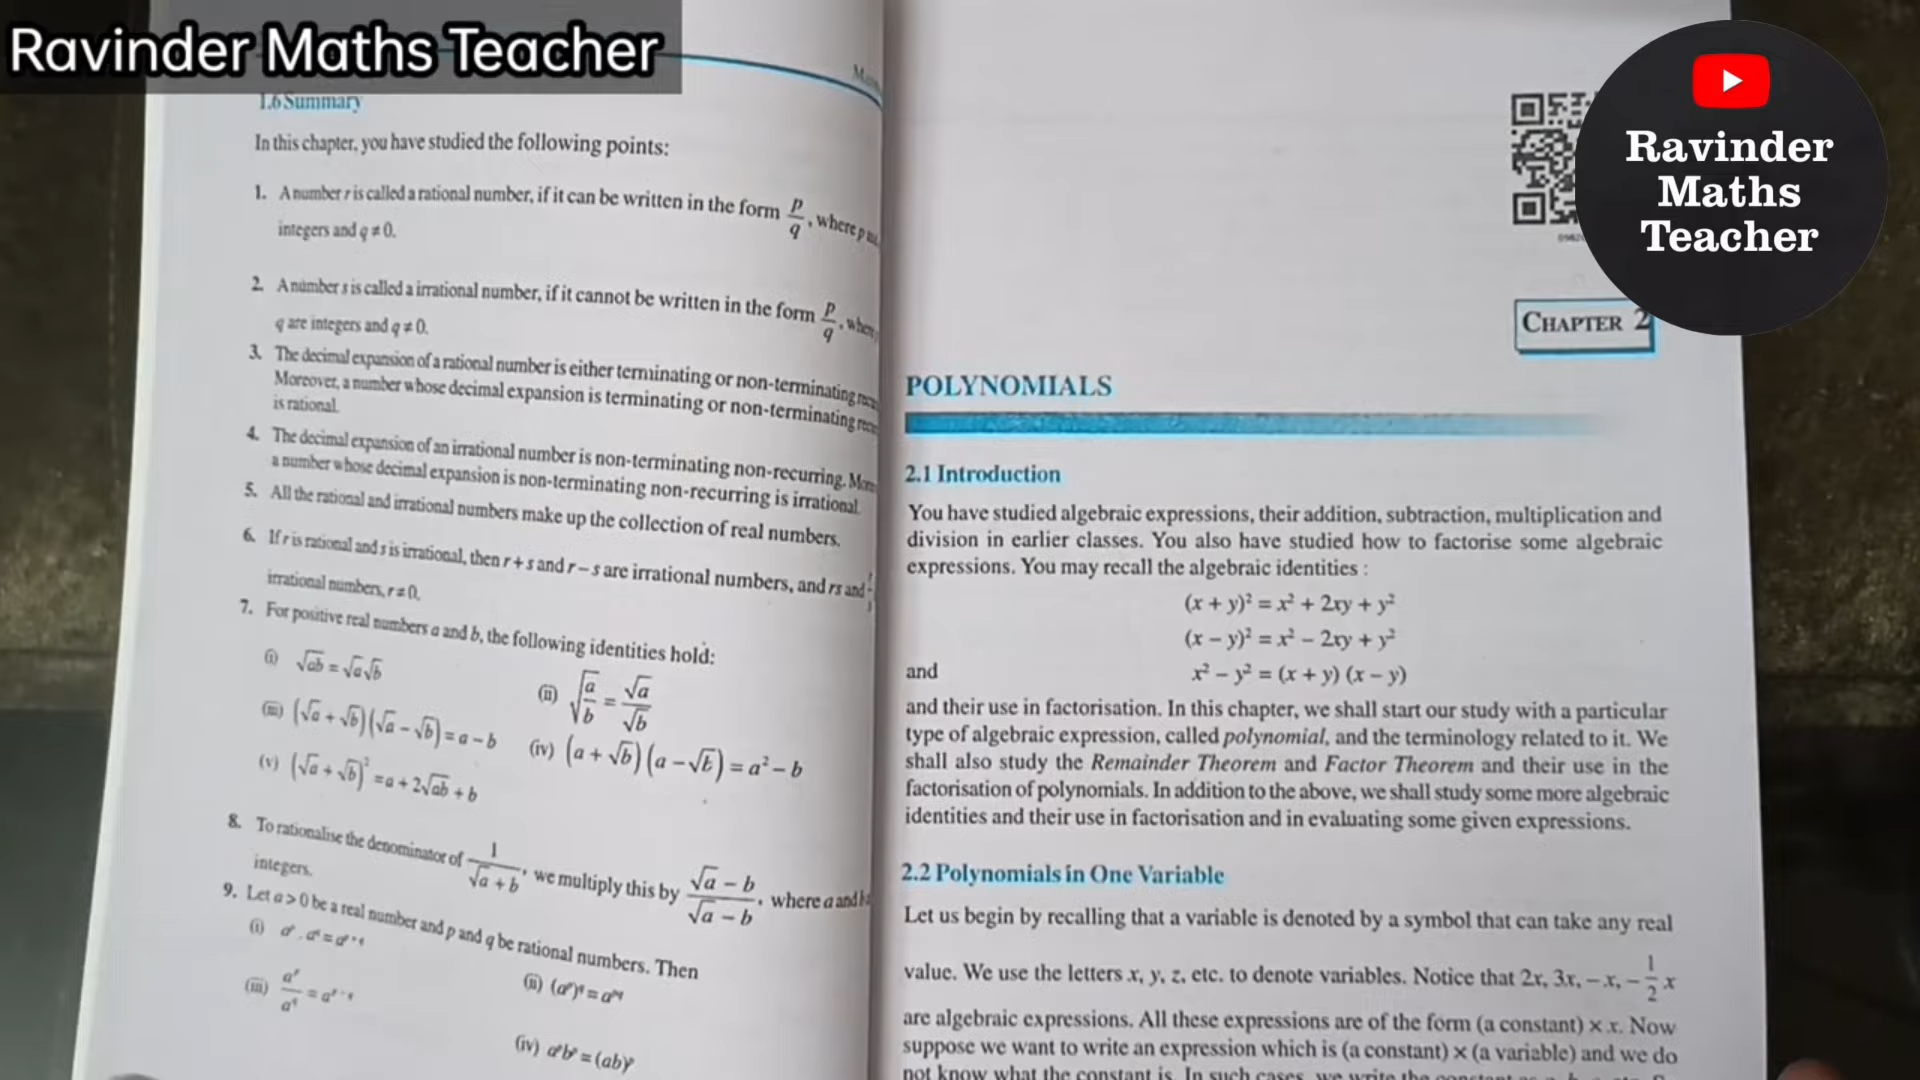 Ravinder Maths Teacher
Ravinder
Maths
Teacher
1.6 Summary
In this chapter, you have studied the following points:
1. A number r is called a rational number, if it can be written in the form p/q, where p
integers and q ≠ 0.
2. A number s is called a irrational number, if it cannot be written in the form p/q, where
q are integers and q ≠ 0.
3. The decimal expansion of a rational number is either terminating or non-terminating
Moreover, a number whose decimal expansion is terminating or non-terminating
is rational.
4. The decimal expansion of an irrational number is non-terminating non-recurring.
a number whose decimal expansion is non-terminating non-recurring is irrational.
5. All the rational and irrational numbers make up the collection of real numbers.
6. If r is rational and s is irrational, then r + s and r – s are irrational numbers, and rs and
irrational numbers, r ≠ 0.
7. For positive real numbers a and b, the following identities hold:
(i) √ab = √a√b (ii) √(a/b) = √a/√b
(iii) (√a + √b)(√a – √b) = a – b (iv) (a + √b)(a – √b) = a² – b
(v) (√a + √b)² = a + 2√ab + b
8. To rationalise the denominator of 1/(√a + b), we multiply this by (√a – b)/(√a – b), where a and b
integers.
9. Let a > 0 be a real number and p and q be rational numbers. Then
(i) aᵖ . a^q = a^(p + q) (ii) (aᵖ)^q = a^(pq)
(iii) aᵖ/a^q = a^(p – q) (iv) aᵖbᵖ = (ab)ᵖ
CHAPTER 2
POLYNOMIALS
2.1 Introduction
You have studied algebraic expressions, their addition, subtraction, multiplication and
division in earlier classes. You also have studied how to factorise some algebraic
expressions. You may recall the algebraic identities :
(x + y)² = x² + 2xy + y²
(x – y)² = x² – 2xy + y²
and x² – y² = (x + y) (x – y)
and their use in factorisation. In this chapter, we shall start our study with a particular
type of algebraic expression, called polynomial, and the terminology related to it. We
shall also study the Remainder Theorem and Factor Theorem and their use in the
factorisation of polynomials. In addition to the above, we shall study some more algebraic
identities and their use in factorisation and in evaluating some given expressions.
2.2 Polynomials in One Variable
Let us begin by recalling that a variable is denoted by a symbol that can take any real
value. We use the letters x, y, z, etc. to denote variables. Notice that 2x, 3x, – x, – 1/2 x
are algebraic expressions. All these expressions are of the form (a constant) × x. Now
suppose we want to write an expression which is (a constant) × (a variable) and we do
not know what the constant is. In such cases, we write the constant as